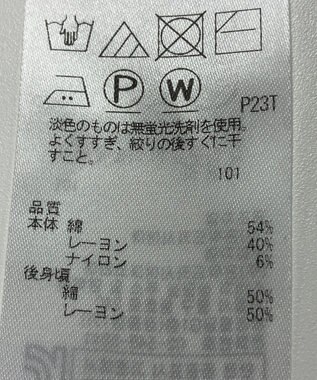 P
W
P23T
淡色のものは無蛍光洗剤を使用。
よくすすぎ、絞りの後すぐに干
すこと。
101
品質
本体 綿 54%
レーヨン 40%
ナイロン 6%
後身頃
綿 50%
レーヨン 50%